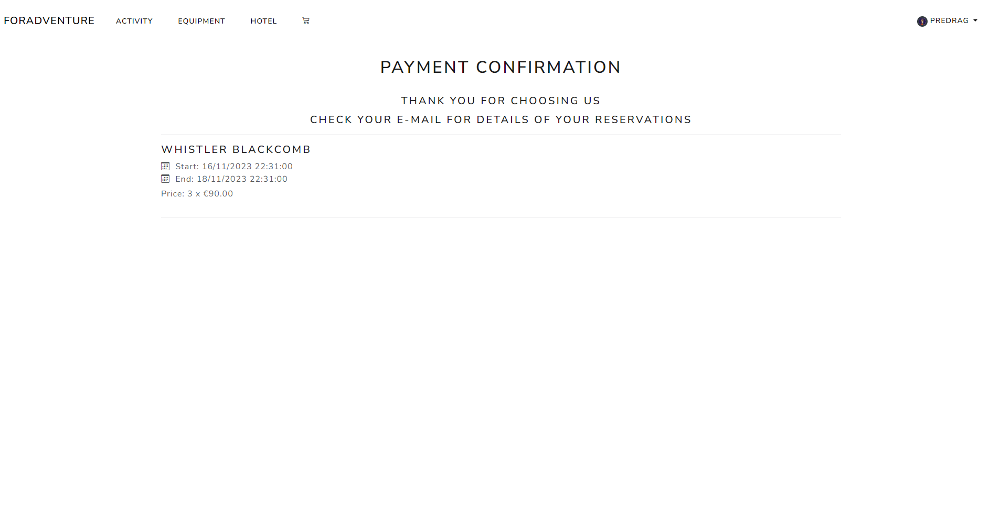 FORADVENTURE ACTIVITY EQUIPMENT HOTEL PREDRAG
PAYMENT CONFIRMATION
THANK YOU FOR CHOOSING US
CHECK YOUR E-MAIL FOR DETAILS OF YOUR RESERVATIONS
WHISTLER BLACKCOMB
Start: 16/11/2023 22:31:00
End: 18/11/2023 22:31:00
Price: 3 x €90.00